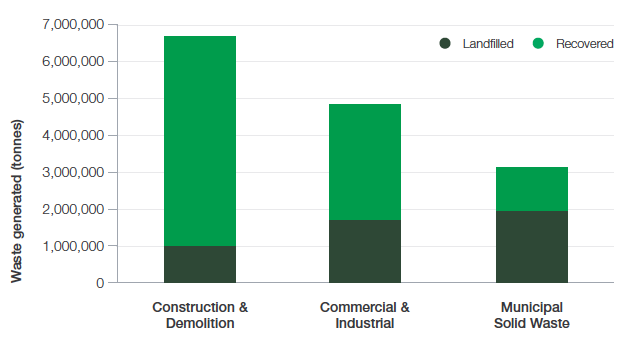 Waste generated (tonnes)
7,000,000
6,000,000
5,000,000
4,000,000
3,000,000
2,000,000
1,000,000
0
Landfilled
Recovered
Construction &
Demolition
Commercial &
Industrial
Municipal
Solid Waste